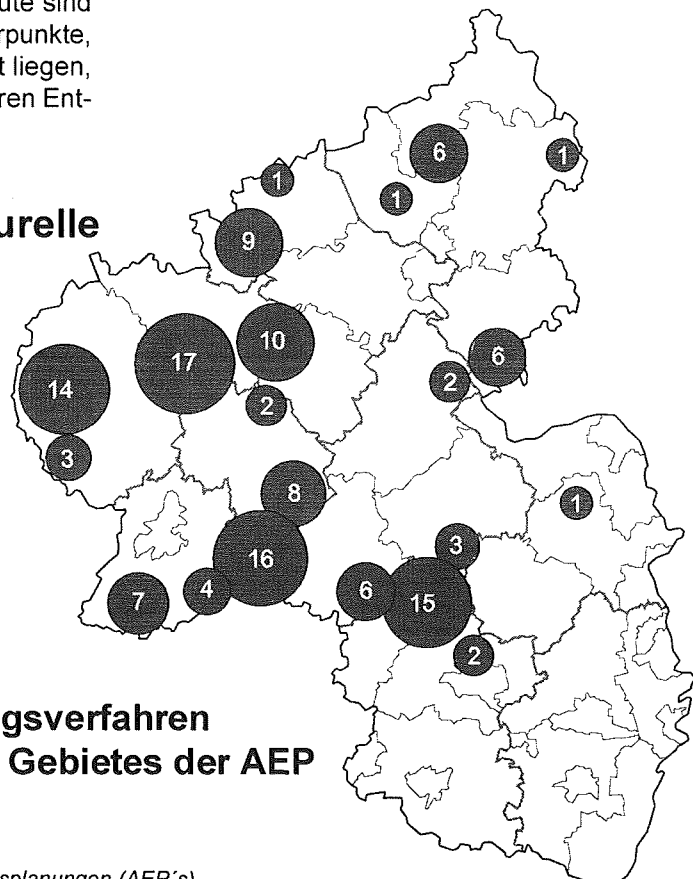 ute sind
rpunkte,
t liegen,
ren Ent-
urelle
6
1
1
1
9
10
17
6
14
2
2
3
8
1
3
16
6
15
4
7
2
gsverfahren
Gebietes der AEP
splanungen (AEP´s)